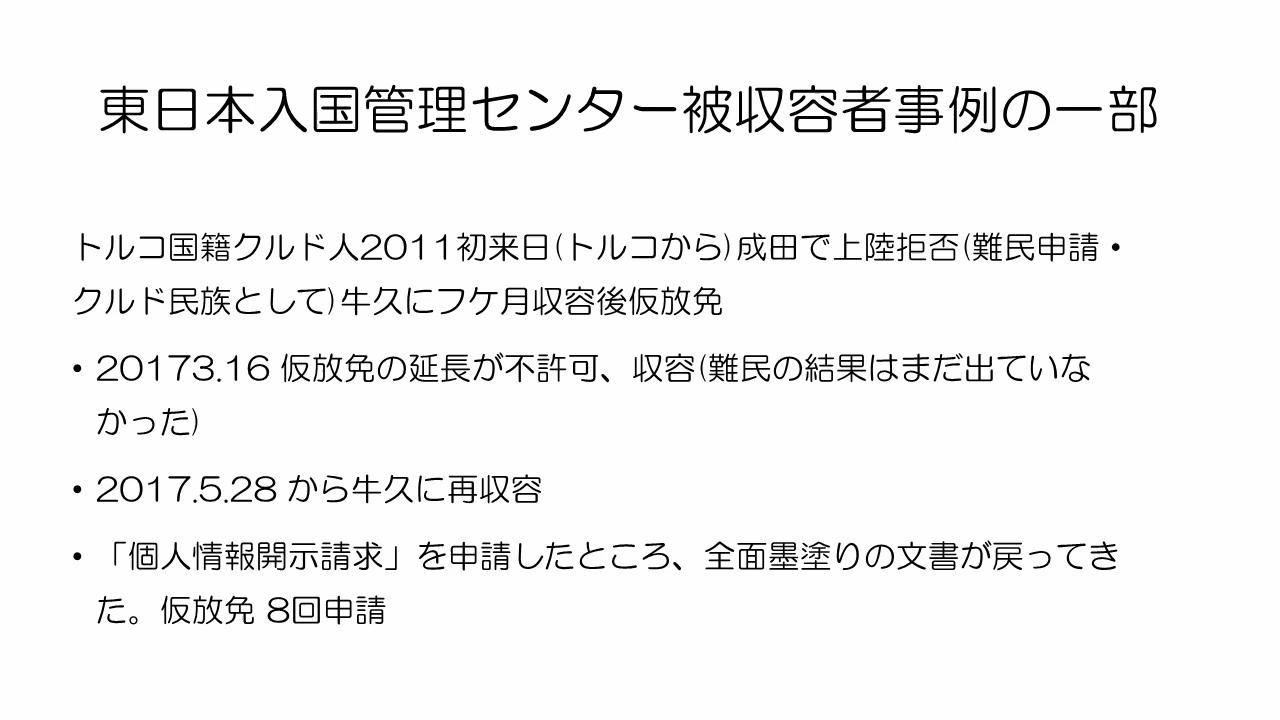 東日本入国管理センター被収容者事例の一部
トルコ国籍クルド人2011初来日(トルコから)成田で上陸拒否(難民申請・
クルド民族として)牛久にフケ月収容後仮放免
• 20173.16 仮放免の延長が不許可、収容(難民の結果はまだ出ていな
かった)
• 2017.5.28 から牛久に再収容
• 「個人情報開示請求」を申請したところ、全面墨塗りの文書が戻ってき
た。仮放免 8回申請